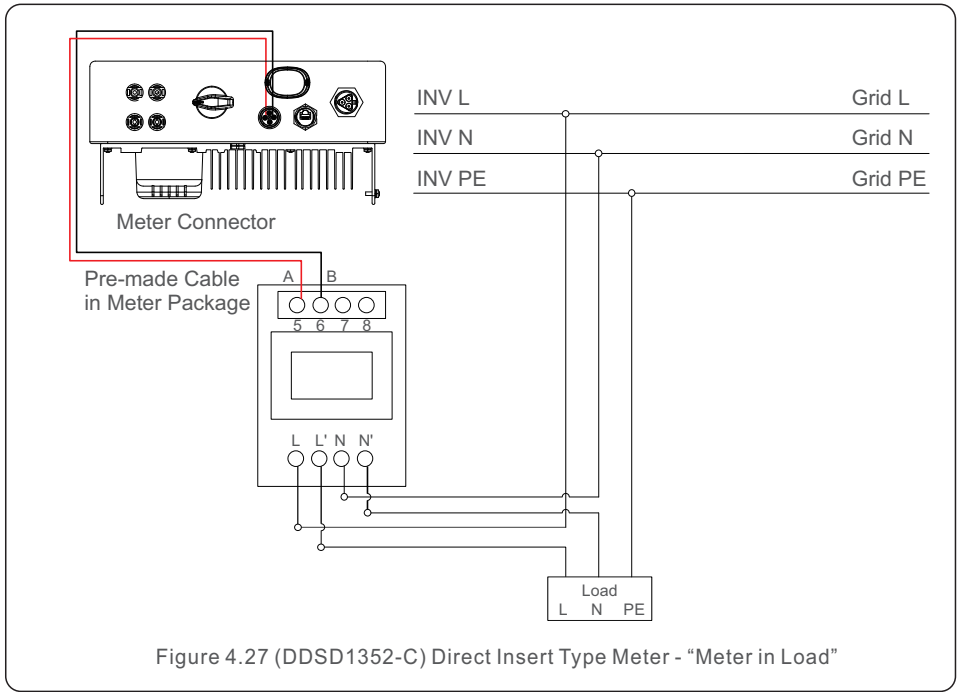 INV L Grid L
INV N Grid N
INV PE Grid PE
Meter Connector
Pre-made Cable
in Meter Package
A B
5 6 7 8
L L' N N'
Load
L N PE
Figure 4.27 (DDSD1352-C) Direct Insert Type Meter - “Meter in Load”